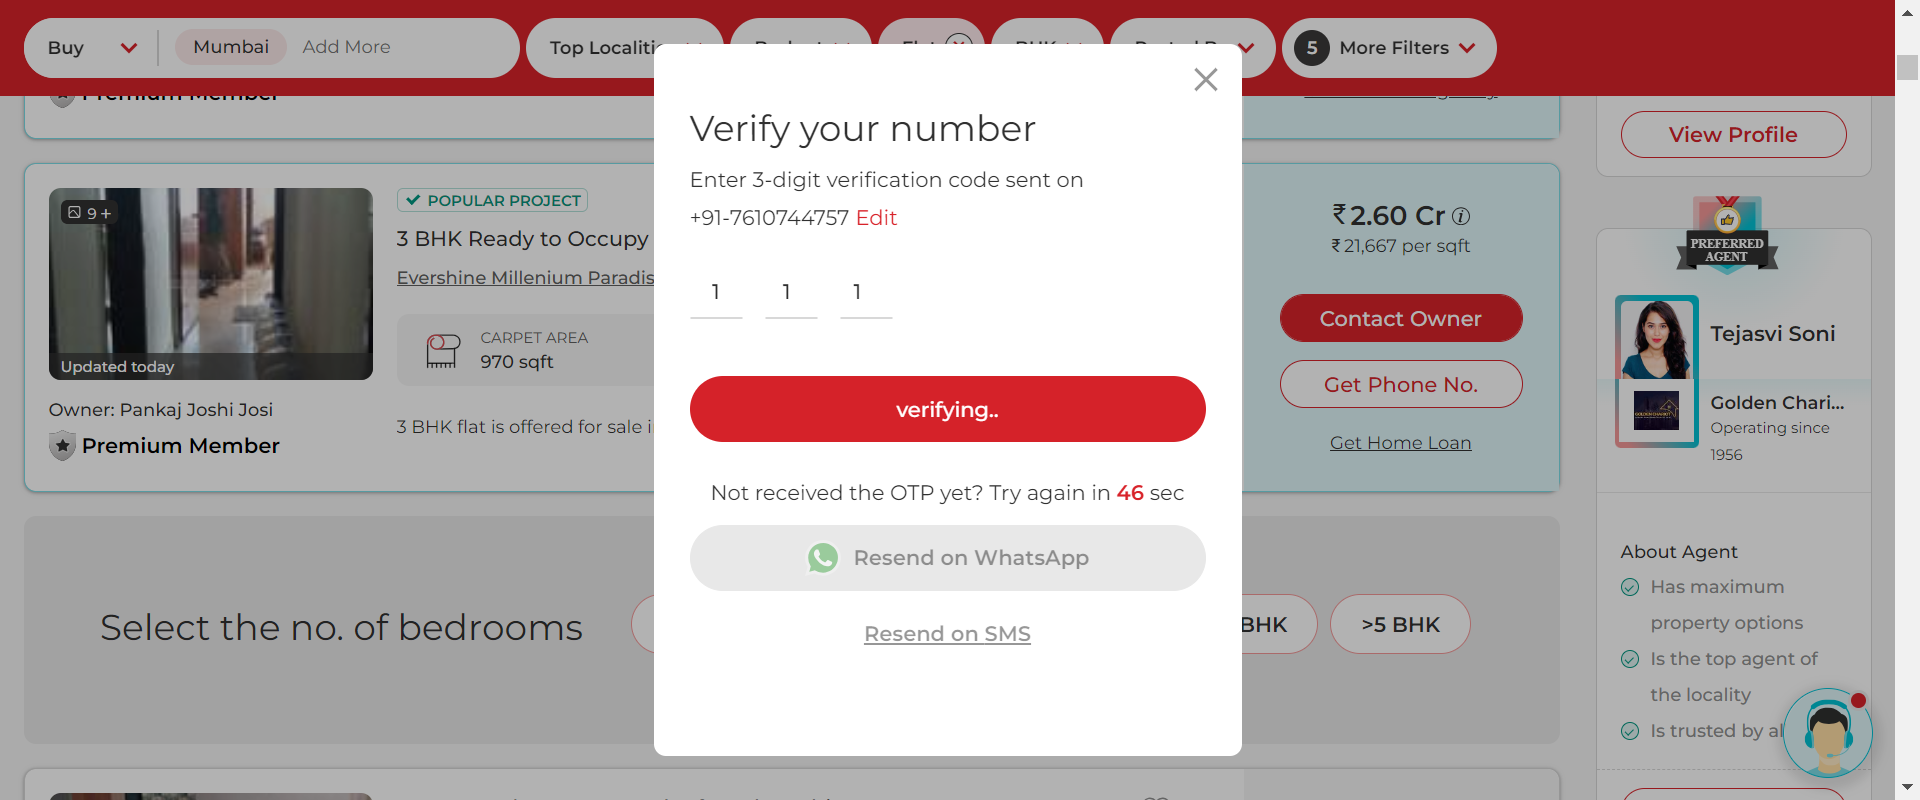 Buy
Mumbai
Add More
Top Localiti
5
More Filters
Premium Member
View Profile
9 +
Updated today
Owner: Pankaj Joshi Josi
Premium Member
POPULAR PROJECT
3 BHK Ready to Occupy
Evershine Millenium Paradis
CARPET AREA
970 sqft
3 BHK flat is offered for sale i
Verify your number
Enter 3-digit verification code sent on
+91-7610744757 Edit
1 1 1
verifying..
Not received the OTP yet? Try again in 46 sec
Resend on WhatsApp
Resend on SMS
₹2.60 Cr
₹21,667 per sqft
Contact Owner
Get Phone No.
Get Home Loan
PREFERRED
AGENT
Tejasvi Soni
Golden Chari...
Operating since
1956
About Agent
Has maximum
property options
Is the top agent of
the locality
Is trusted by al
Select the no. of bedrooms
BHK
>5 BHK